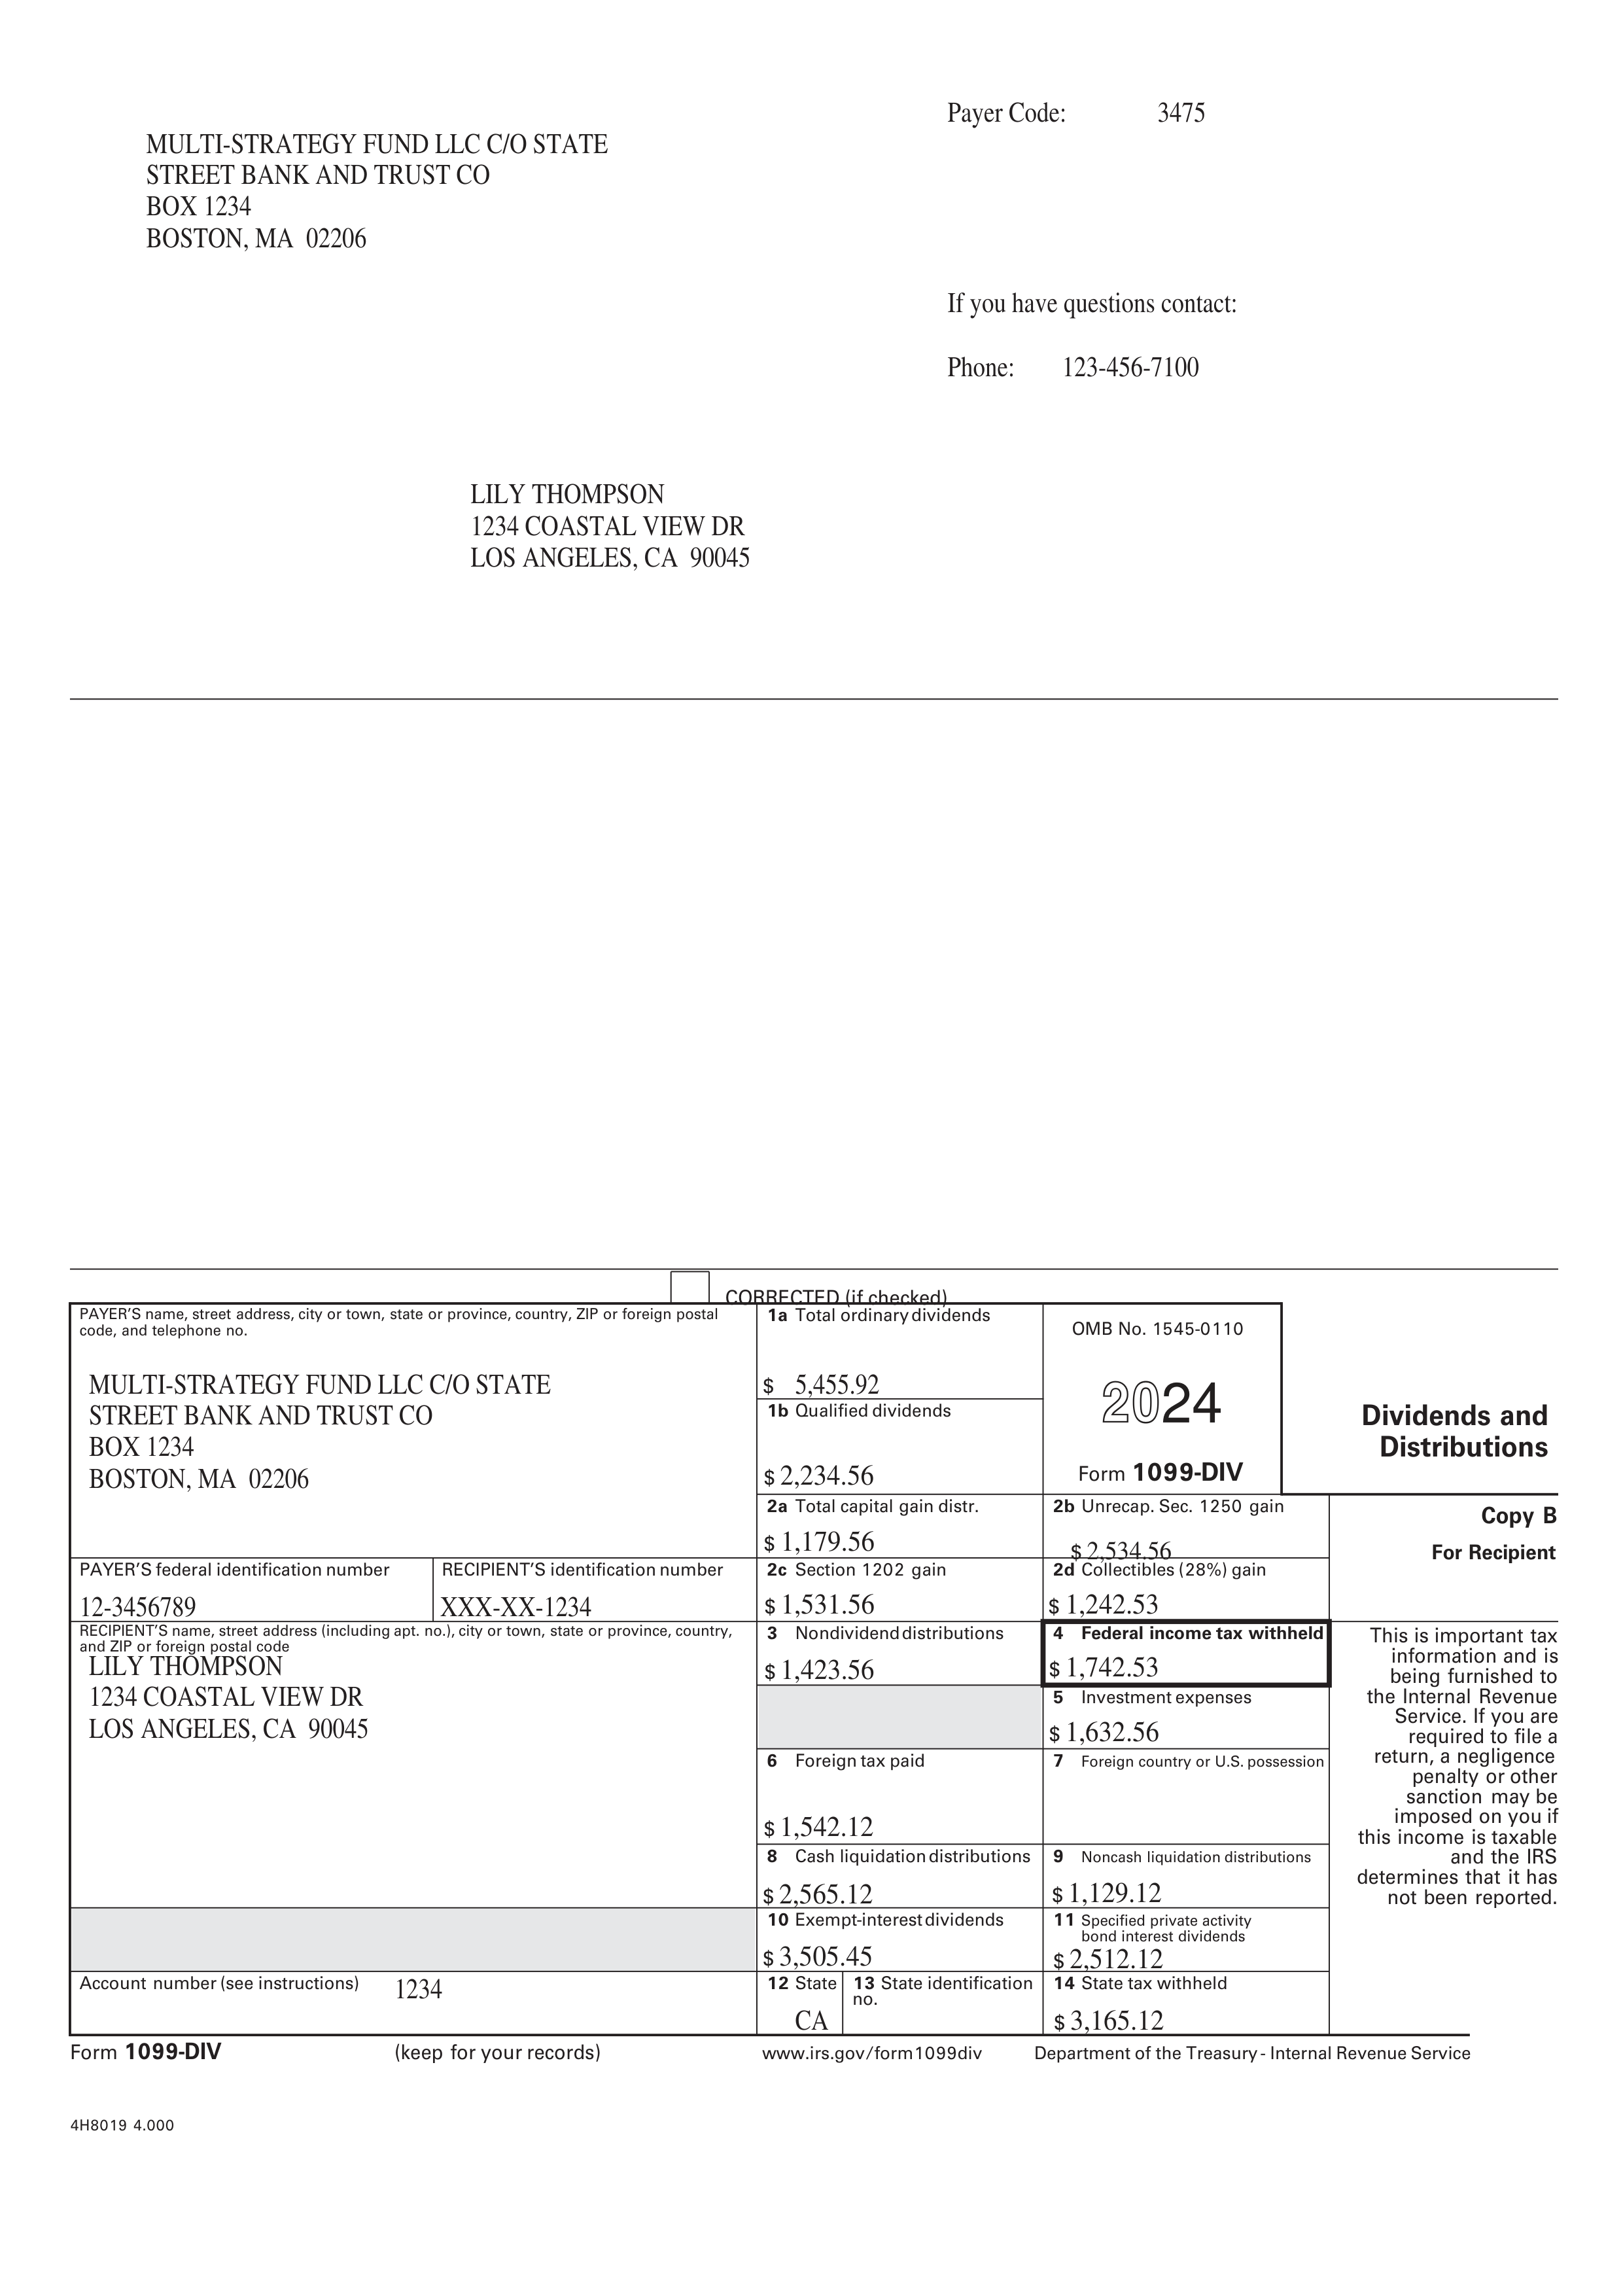 Payer Code: 3475
MULTI-STRATEGY FUND LLC C/O STATE
STREET BANK AND TRUST CO
BOX 1234
BOSTON, MA 02206
If you have questions contact:
Phone: 123-456-7100
LILY THOMPSON
1234 COASTAL VIEW DR
LOS ANGELES, CA 90045
CORRECTED (if checked)
PAYER'S name, street address, city or town, state or province, country, ZIP or foreign postal
code, and telephone no.
MULTI-STRATEGY FUND LLC C/O STATE
STREET BANK AND TRUST CO
BOX 1234
BOSTON, MA 02206
1a Total ordinary dividends
$ 5,455.92
1b Qualified dividends
$ 2,234.56
OMB No. 1545-0110
2024
Form 1099-DIV
Dividends and
Distributions
2a Total capital gain distr.
$ 1,179.56
2b Unrecap. Sec. 1250 gain
$ 2,534.56
Copy B
For Recipient
PAYER'S federal identification number
12-3456789
RECIPIENT'S identification number
XXX-XX-1234
2c Section 1202 gain
$ 1,531.56
2d Collectibles (28%) gain
$ 1,242.53
RECIPIENT'S name, street address (including apt. no.), city or town, state or province, country,
and ZIP or foreign postal code
LILY THOMPSON
1234 COASTAL VIEW DR
LOS ANGELES, CA 90045
3 Nondividend distributions
$ 1,423.56
4 Federal income tax withheld
$ 1,742.53
5 Investment expenses
$ 1,632.56
6 Foreign tax paid
$ 1,542.12
7 Foreign country or U.S. possession
8 Cash liquidation distributions
$ 2,565.12
9 Noncash liquidation distributions
$ 1,129.12
10 Exempt-interest dividends
$ 3,505.45
11 Specified private activity
bond interest dividends
$ 2,512.12
This is important tax
information and is
being furnished to
the Internal Revenue
Service. If you are
required to file a
return, a negligence
penalty or other
sanction may be
imposed on you if
this income is taxable
and the IRS
determines that it has
not been reported.
Account number (see instructions) 1234
12 State
CA
13 State identification
no.
14 State tax withheld
$ 3,165.12
Form 1099-DIV (keep for your records) www.irs.gov/form1099div Department of the Treasury - Internal Revenue Service
4H8019 4.000